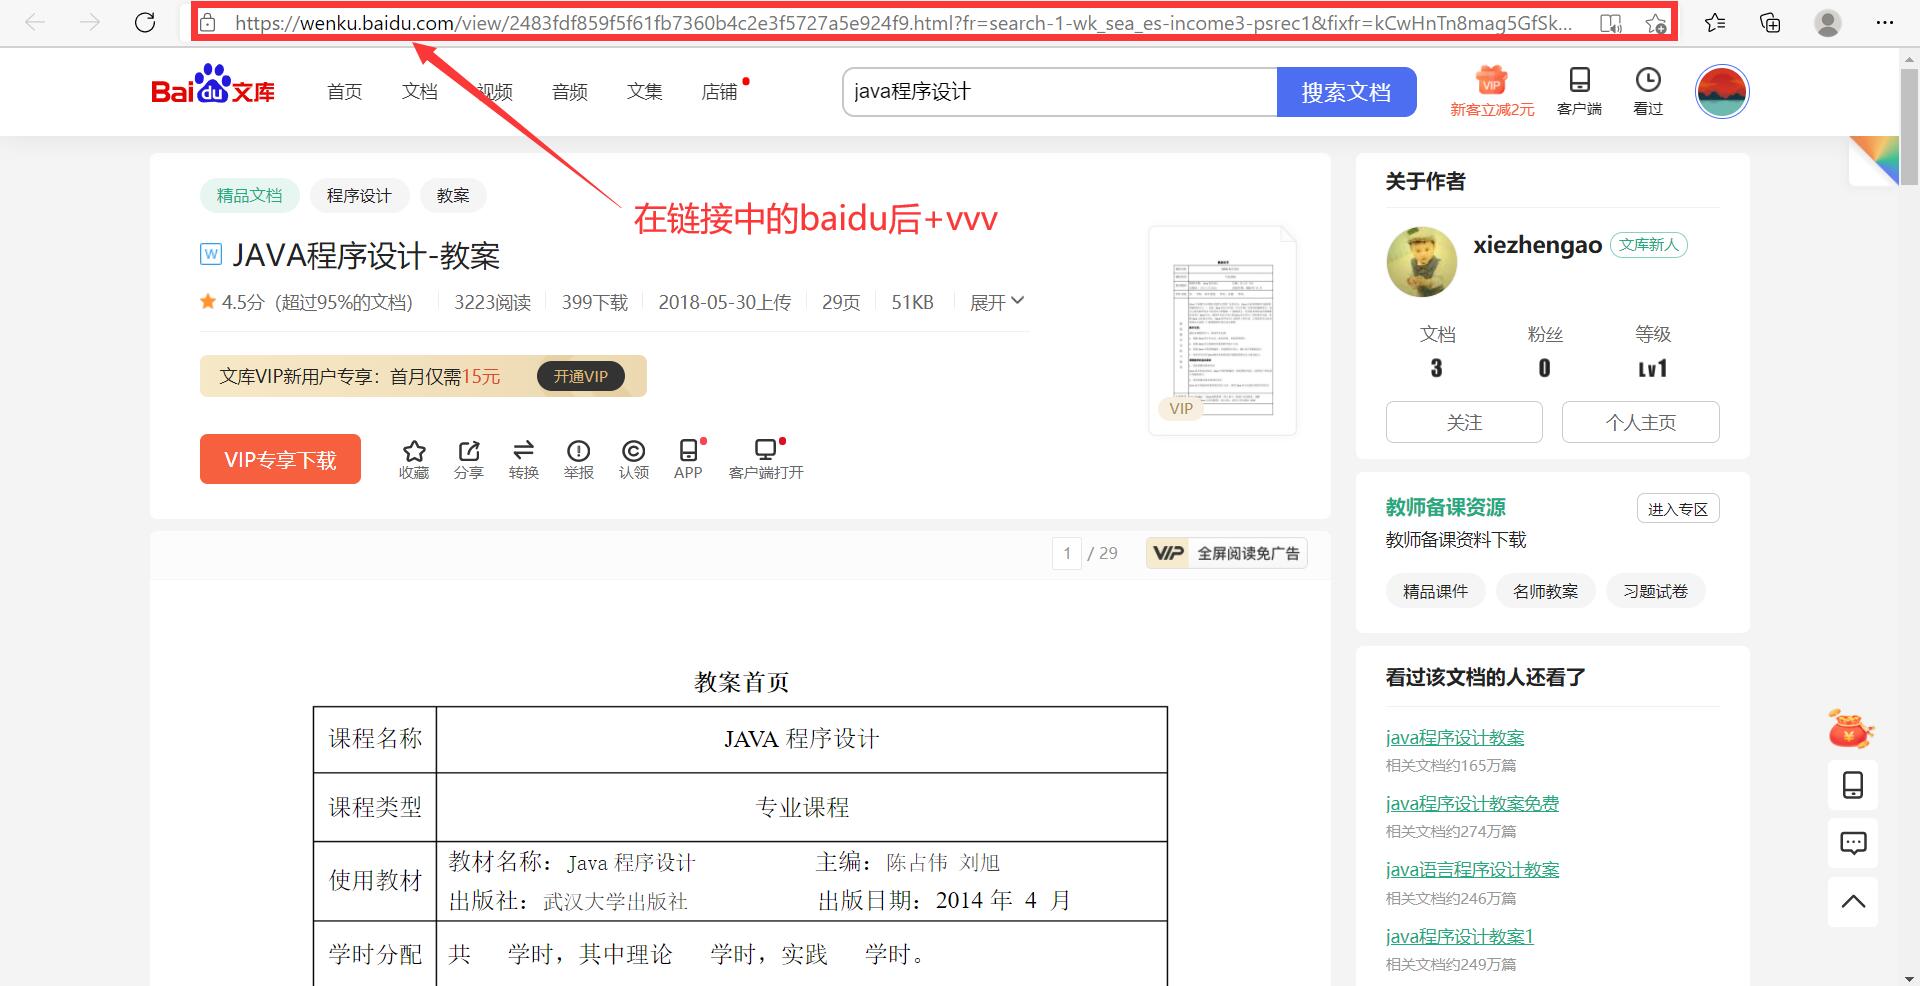 https://wenku.baidu.com/view/2483fdf859f5f61fb7360b4c2e3f5727a5e924f9.html?fr=search-1-wk_sea_es-income3-psrec1&fixfr=kCwHnTn8mag5GfSk...
Bai du 文库
首页 文档 视频 音频 文集 店铺
java程序设计 搜索文档
VIP
新客立减2元 客户端 看过
在链接中的baidu后+vvv
精品文档 程序设计 教案
W JAVA程序设计-教案
4.5分 (超过95%的文档) 3223阅读 399下载 2018-05-30上传 29页 51KB 展开
文库VIP新用户专享：首月仅需15元 开通VIP
VIP专享下载 收藏 分享 转换 举报 认领 APP 客户端打开
VIP
1 / 29 VIP 全屏阅读免广告
教案首页
课程名称 JAVA 程序设计
课程类型 专业课程
使用教材 教材名称：Java 程序设计 主编：陈占伟 刘旭
出版社：武汉大学出版社 出版日期：2014 年 4 月
学时分配 共 学时，其中理论 学时，实践 学时。
关于作者
xiezhengao 文库新人
文档 粉丝 等级
3 0 Lv1
关注 个人主页
教师备课资源 进入专区
教师备课资料下载
精品课件 名师教案 习题试卷
看过该文档的人还看了
java程序设计教案
相关文档约165万篇
java程序设计教案免费
相关文档约274万篇
java语言程序设计教案
相关文档约246万篇
java程序设计教案1
相关文档约249万篇